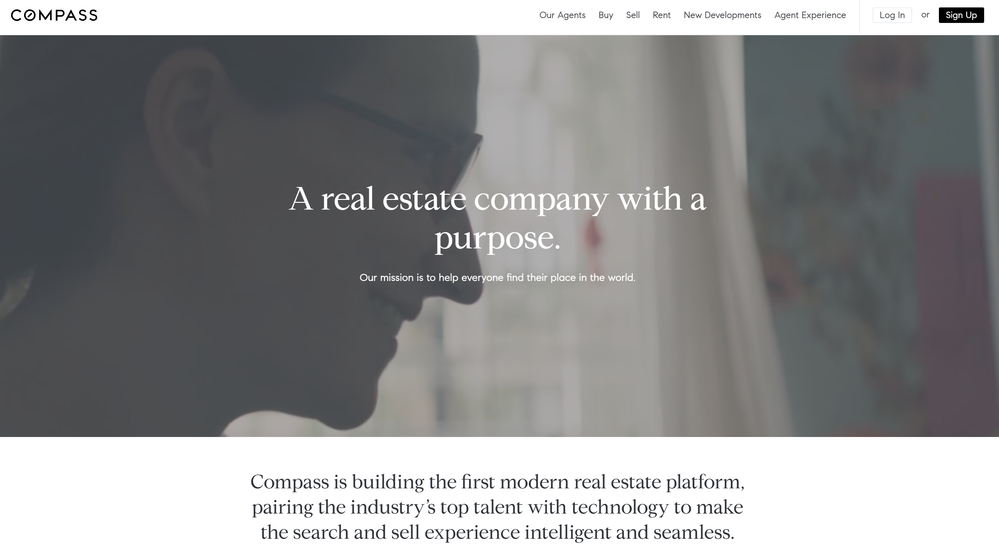 COMPASS
Our Agents Buy Sell Rent New Developments Agent Experience Log In or Sign Up
A real estate company with a
purpose.
Our mission is to help everyone find their place in the world.
Compass is building the first modern real estate platform,
pairing the industry’s top talent with technology to make
the search and sell experience intelligent and seamless.